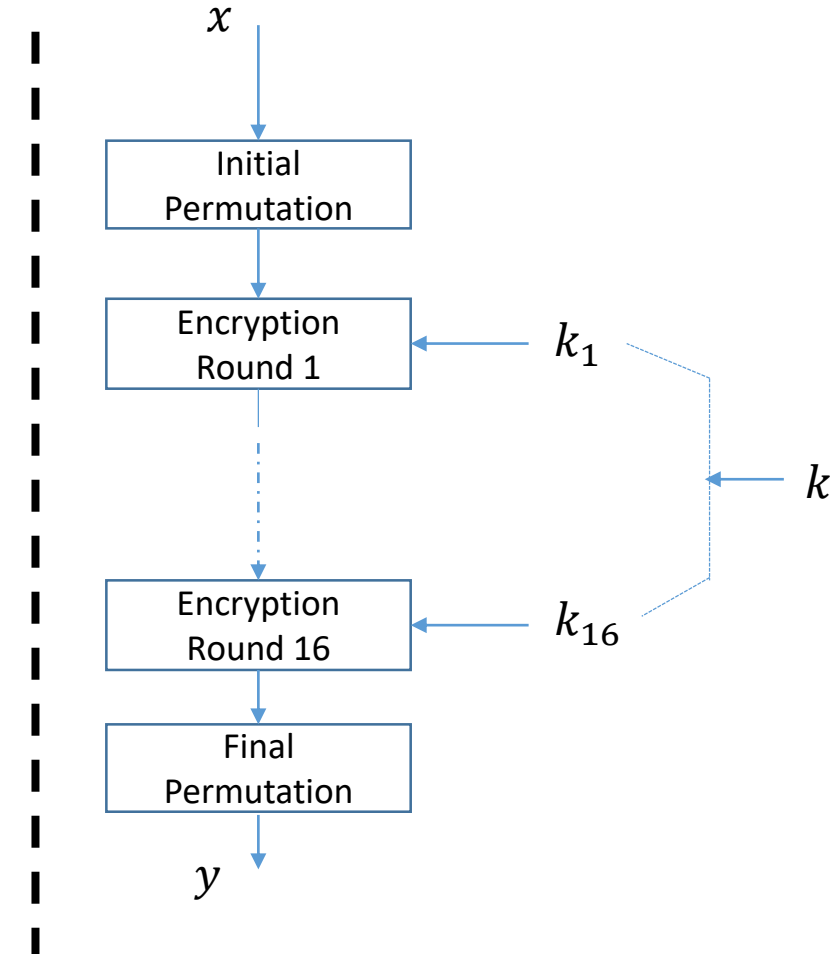 x
Initial
Permutation
Encryption
Round 1
k₁
k
Encryption
Round 16
k₁₆
Final
Permutation
y